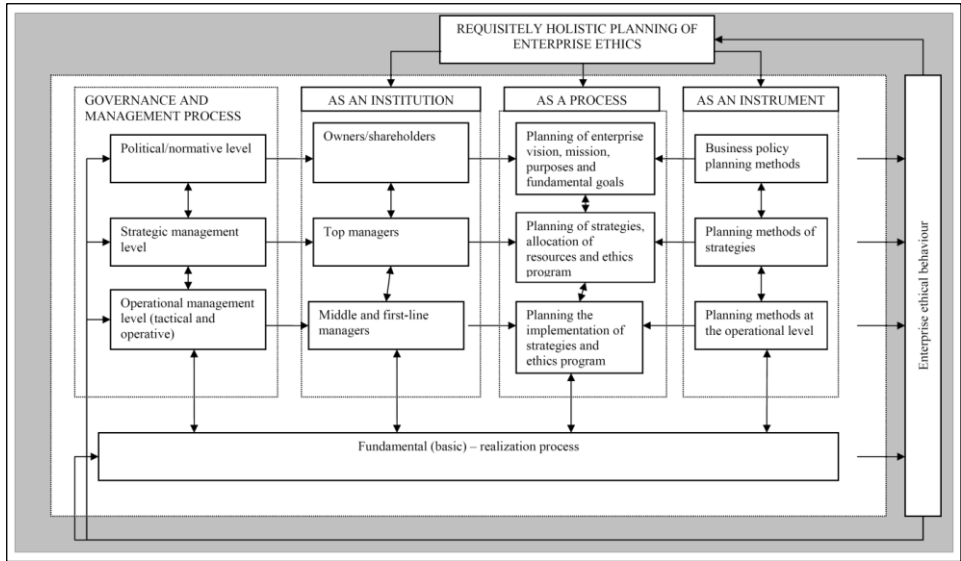 REQUISITELY HOLISTIC PLANNING OF
ENTERPRISE ETHICS
GOVERNANCE AND
MANAGEMENT PROCESS
Political/normative level
Strategic management
level
Operational management
level (tactical and
operative)
AS AN INSTITUTION
Owners/shareholders
Top managers
Middle and first-line
managers
AS A PROCESS
Planning of enterprise
vision, mission,
purposes and
fundamental goals
Planning of strategies,
allocation of
resources and ethics
program
Planning the
implementation of
strategies and
ethics program
AS AN INSTRUMENT
Business policy
planning methods
Planning methods of
strategies
Planning methods at
the operational level
Fundamental (basic) – realization process
Enterprise ethical behaviour